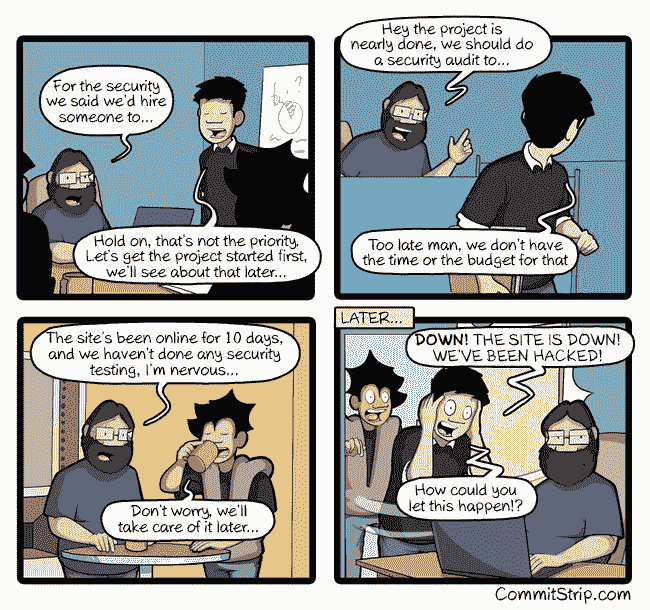 For the security
we said we'd hire
someone to...
Hold on, that's not the priority.
Let's get the project started first,
we'll see about that later...
Hey the project is
nearly done, we should do
a security audit to...
Too late man, we don't have
the time or the budget for that
The site's been online for 10 days,
and we haven't done any security
testing, I'm nervous...
Don't worry, we'll
take care of it later...
LATER...
DOWN! THE SITE IS DOWN!
WE'VE BEEN HACKED!
How could you
let this happen!?
CommitStrip.com